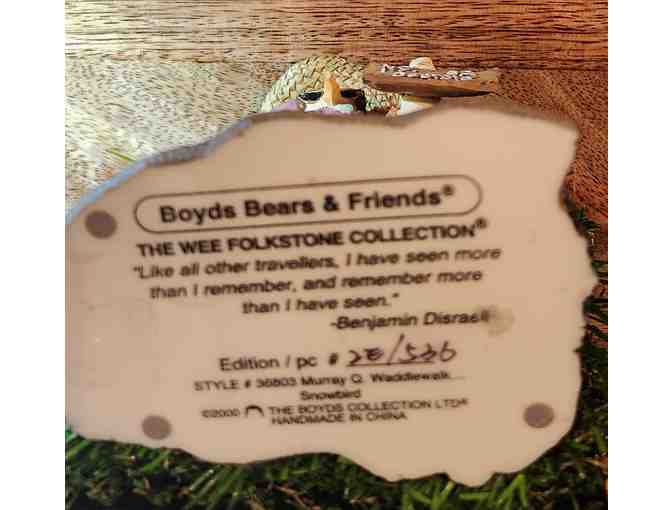 Boyds Bears & Friends®
THE WEE FOLKSTONE COLLECTION®
"Like all other travellers, I have seen more
than I remember, and remember more
than I have seen."
-Benjamin Disraeli
Edition / pc # 2E/536
STYLE # 36803 Murray Q. Waddlewalk...
Snowbird
©2000 THE BOYDS COLLECTION LTD®
HANDMADE IN CHINA